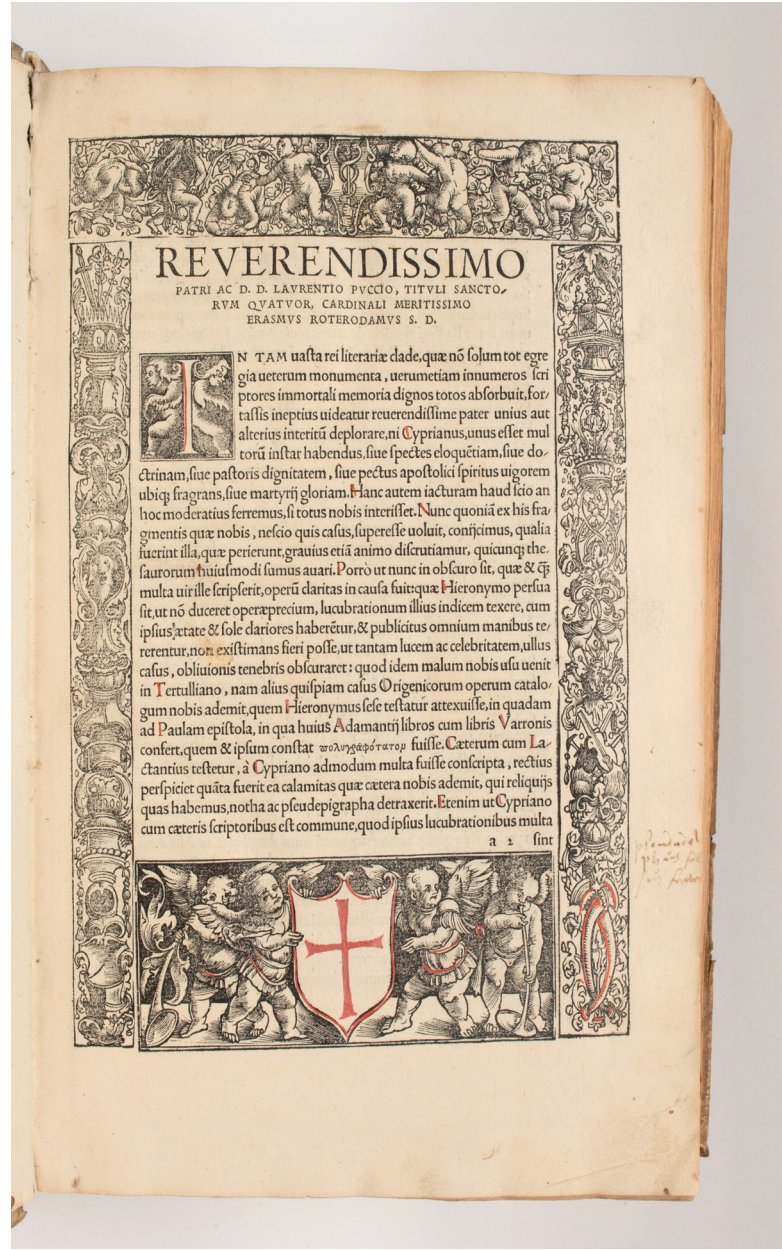 REVERENDISSIMO
PATRI AC D. D. LAVRENTIO PVCCIO, TITVLI SANCTO⸗
RVM QVATVOR, CARDINALI MERITISSIMO
ERASMVS ROTERODAMVS S. D.
IN TAM uasta rei literariæ clade, quæ nõ ſolum tot egre
gia ueterum monumenta, uerumetiam innumeros ſcri
ptores immortali memoria dignos totos abſorbuit, for⸗
taſſis ineptius uideatur reuerendiſſime pater unius aut
alterius interitũ deplorare, ni Cyprianus, unus eſſet mul
torũ inſtar habendus, ſiue ſpectes eloquẽtiam, ſiue do⸗
ctrinam, ſiue paſtoris dignitatem, ſiue pectus apoſtolici ſpiritus uigorem
ubiq; fragrans, ſiue martyrij gloriam. Hanc autem iacturam haud ſcio an
hoc moderatius ferremus, ſi totus nobis interiſſet. Nunc quoniã ex his fra⸗
gmentis quæ nobis, neſcio quis caſus, ſupereſſe uoluit, conijcimus, qualia
fuerint illa, quæ perierunt, grauius etiã animo diſcrutiamur, quicunq; the⸗
ſaurorum huiuſmodi ſumus auari. Porrò ut nunc in obſcuro ſit, quæ & q̃;
multa uir ille ſcripſerit, operũ claritas in cauſa fuit: quæ Hieronymo perſua
ſit, ut nõ duceret operæprecium, lucubrationum illius indicem texere, cum
ipſius ætate & ſole clariores haberẽtur, & publicitus omnium manibus te⸗
rerentur, non exiſtimans fieri poſſe, ut tantam lucem ac celebritatem, ullus
caſus, obliuionis tenebris obſcuraret: quod idem malum nobis uſu uenit
in Tertulliano, nam alius quiſpiam caſus Origenicorum operum catalo⸗
gum nobis ademit, quem Hieronymus ſeſe teſtatur attexuiſſe, in quadam
ad Paulam epiſtola, in qua huius Adamantij libros cum libris Varronis
confert, quem & ipſum conſtat πολυγραφότατον fuiſſe. Cæterum cum La⸗
ctantius teſtetur, à Cypriano admodum multa fuiſſe conſcripta, rectius
perſpiciet quãta fuerit ea calamitas quæ cætera nobis ademit, qui reliquijs
quas habemus, notha ac pſeudepigrapha detraxerit. Etenim ut Cypriano
cum cæteris ſcriptoribus eſt commune, quod ipſius lucubrationibus multa
a 2 ſint